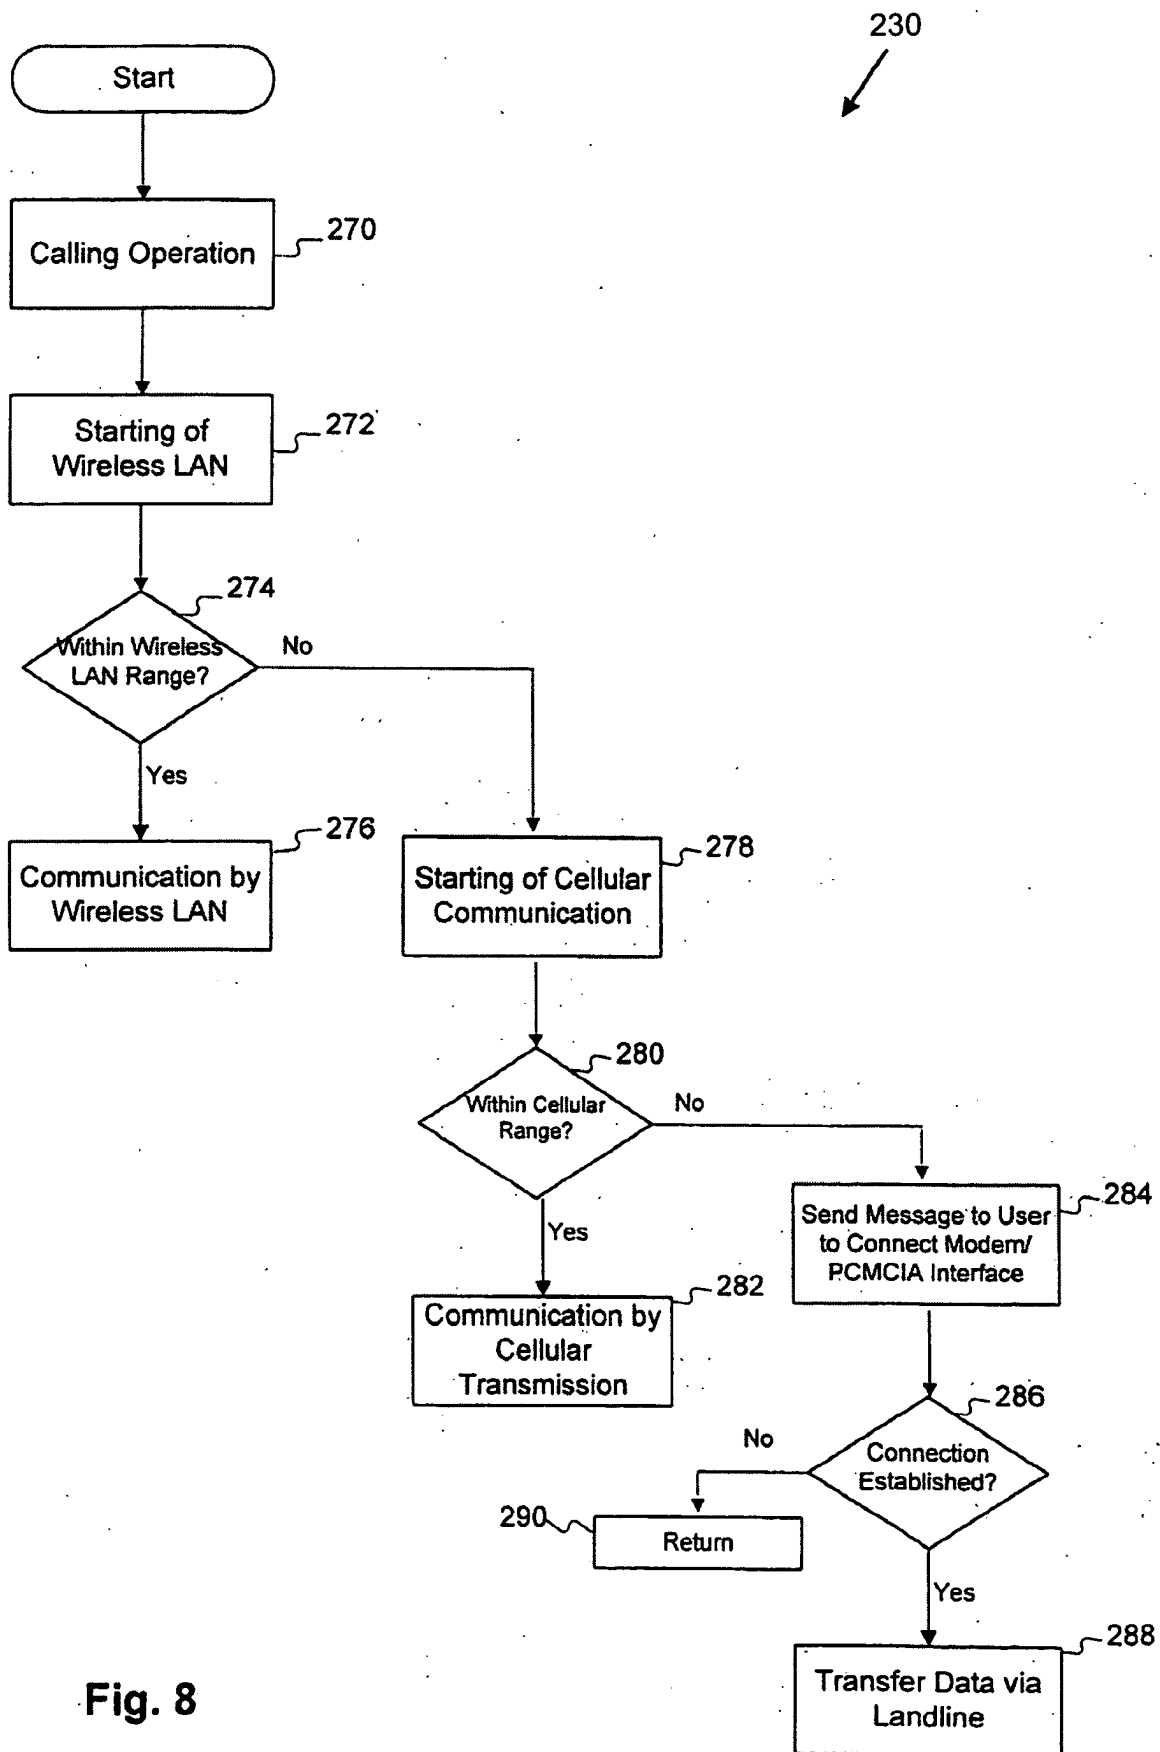 230
Start
270
Calling Operation
272
Starting of
Wireless LAN
274
Within Wireless
LAN Range?
No
Yes
276
Communication by
Wireless LAN
278
Starting of Cellular
Communication
280
Within Cellular
Range?
No
Yes
282
Communication by
Cellular
Transmission
284
Send Message to User
to Connect Modem/
PCMCIA Interface
286
Connection
Established?
No
290
Return
Yes
288
Transfer Data via
Landline
Fig. 8